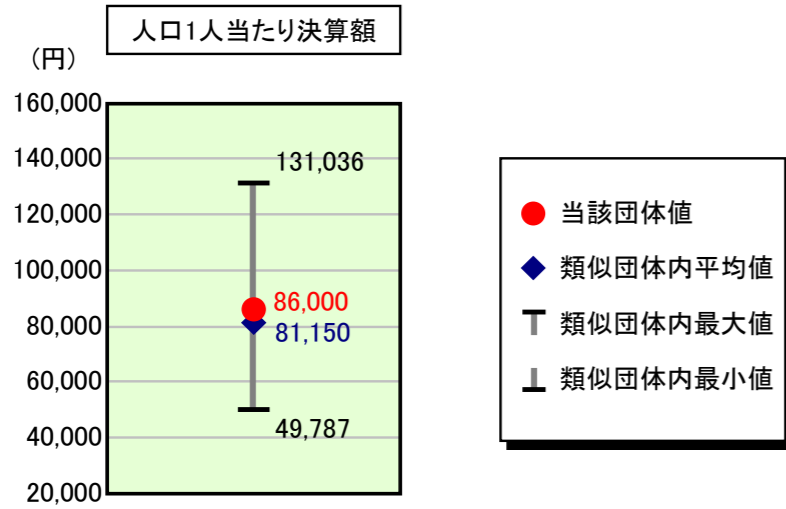 人口1人当たり決算額
（円）
160,000
140,000
120,000
100,000
80,000
60,000
40,000
20,000
131,036
86,000
81,150
49,787
当該団体値
類似団体内平均値
類似団体内最大値
類似団体内最小値